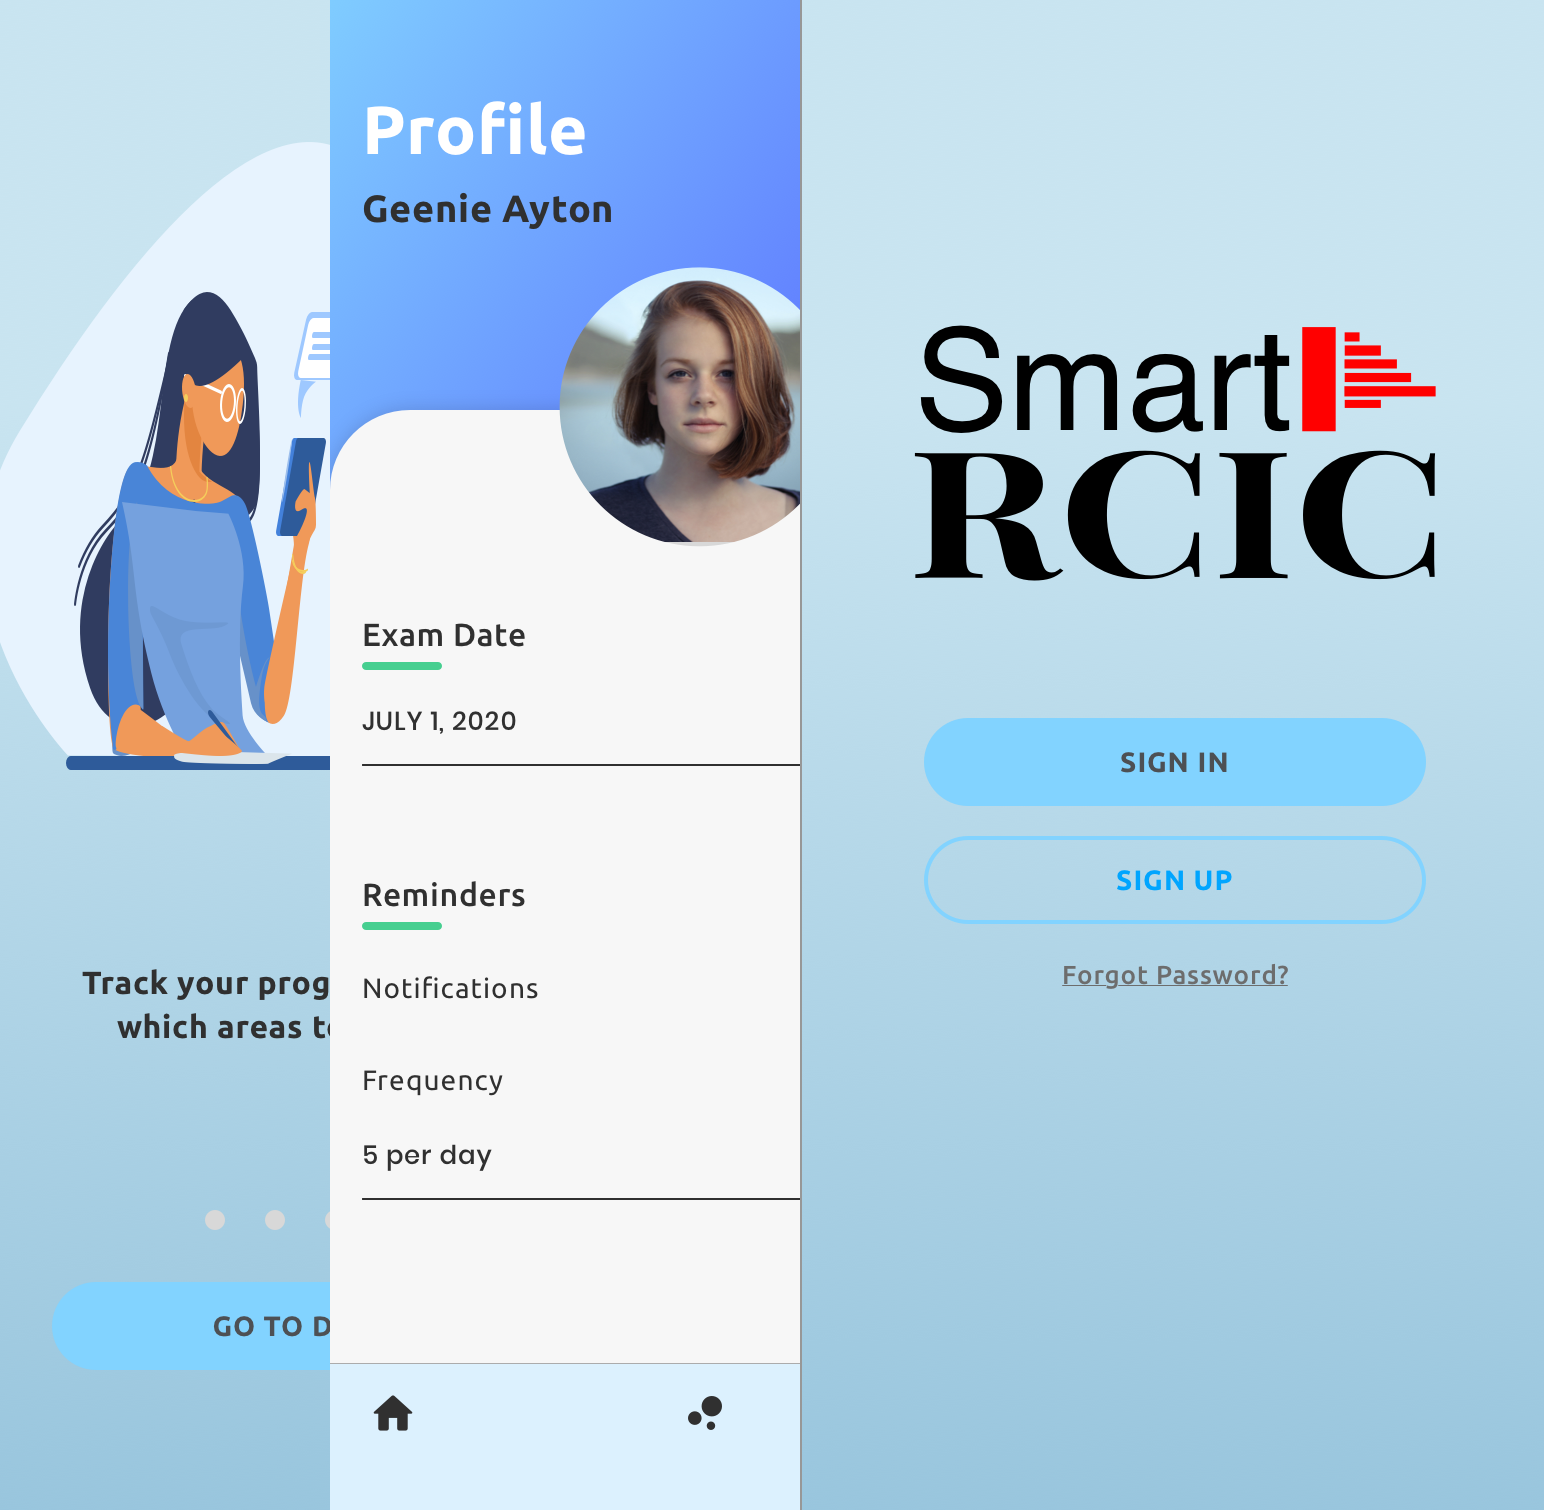 Track your prog
which areas
GO TO D
Profile
Geenie Ayton
Exam Date
JULY 1, 2020
Reminders
Notifications
Frequency
5 per day
Smart
RCIC
SIGN IN
SIGN UP
Forgot Password?